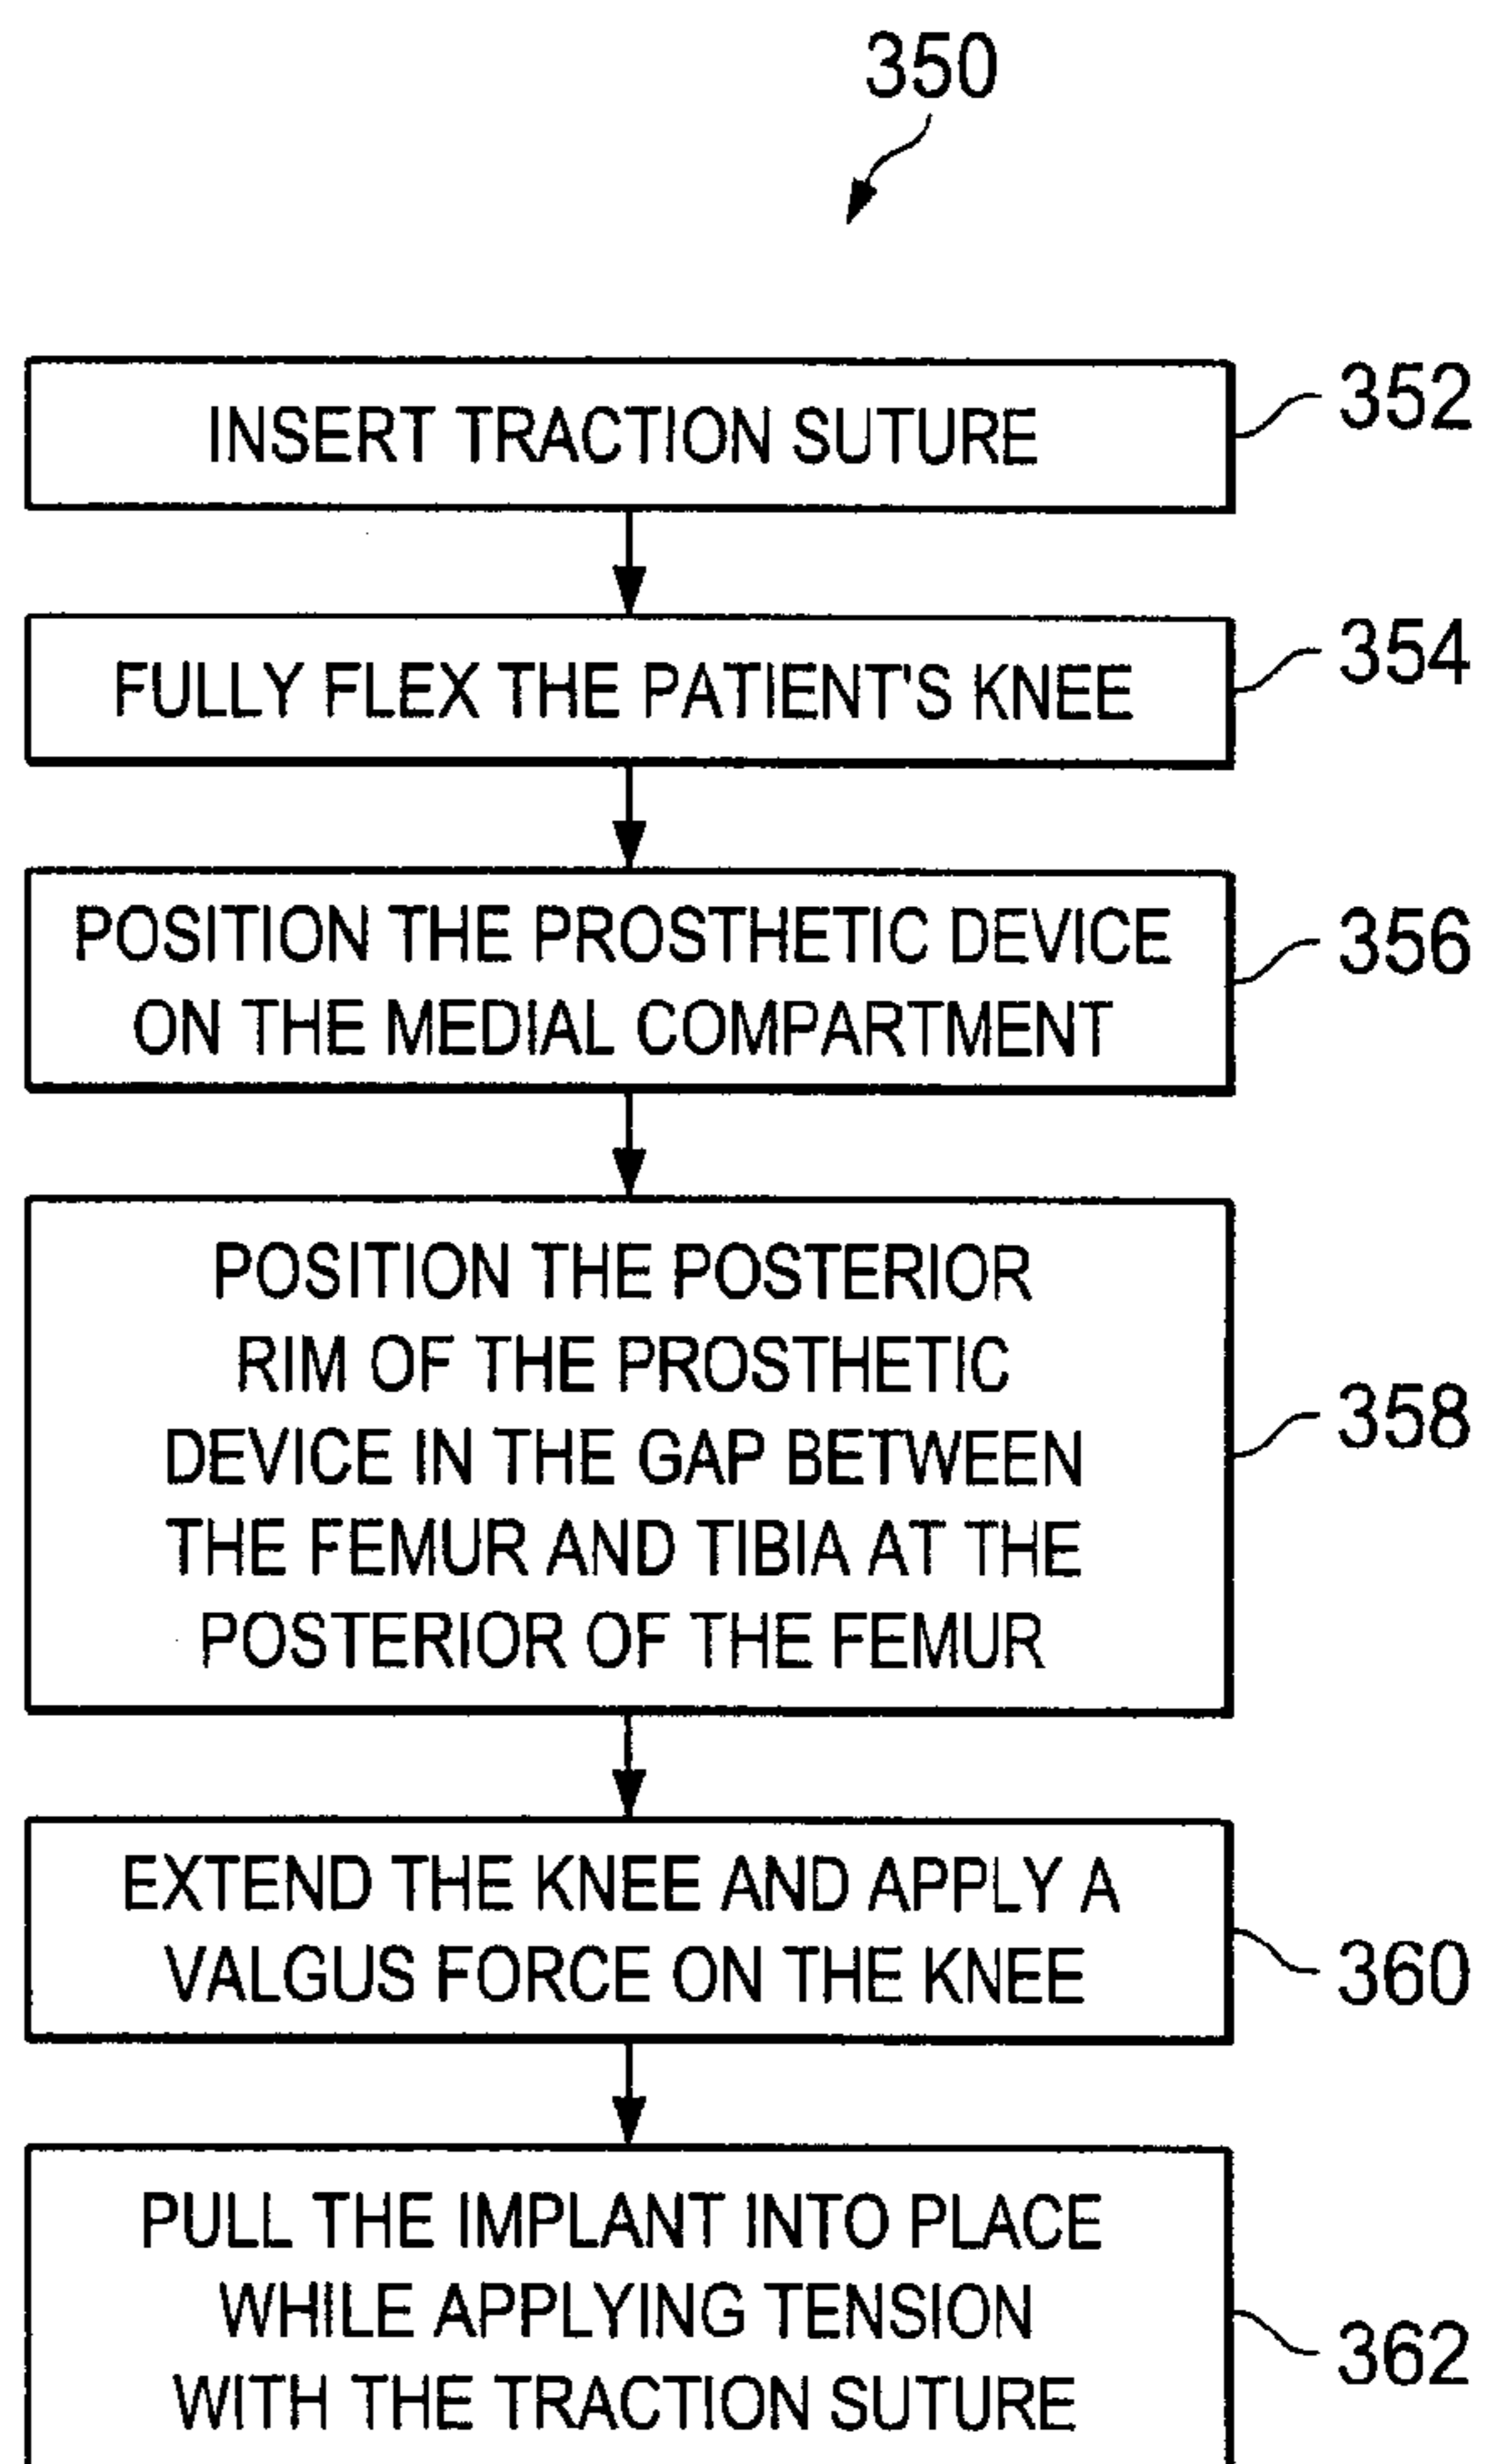 350
INSERT TRACTION SUTURE
352
FULLY FLEX THE PATIENT'S KNEE
354
POSITION THE PROSTHETIC DEVICE
ON THE MEDIAL COMPARTMENT
356
POSITION THE POSTERIOR
RIM OF THE PROSTHETIC
DEVICE IN THE GAP BETWEEN
THE FEMUR AND TIBIA AT THE
POSTERIOR OF THE FEMUR
358
EXTEND THE KNEE AND APPLY A
VALGUS FORCE ON THE KNEE
360
PULL THE IMPLANT INTO PLACE
WHILE APPLYING TENSION
WITH THE TRACTION SUTURE
362